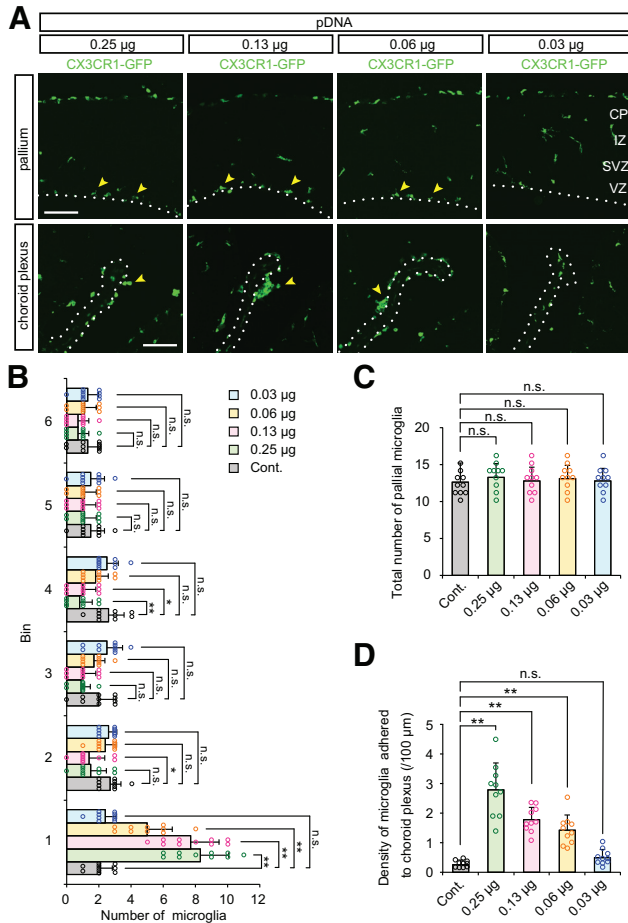 A
pDNA
0.25 µg 0.13 µg 0.06 µg 0.03 µg
CX3CR1-GFP CX3CR1-GFP CX3CR1-GFP CX3CR1-GFP
pallium
CP
IZ
SVZ
VZ
choroid plexus
B
Bin
6
n.s. n.s. n.s. n.s.
5
n.s. n.s. n.s. n.s.
4
** * n.s. n.s.
3
n.s. n.s. n.s. n.s.
2
n.s. * n.s. n.s.
1
** ** ** n.s.
0 2 4 6 8 10 12
Number of microglia
0.03 µg
0.06 µg
0.13 µg
0.25 µg
Cont.
C
n.s.
n.s.
n.s.
n.s.
Total number of pallial microglia
20
15
10
5
0
Cont. 0.25 µg 0.13 µg 0.06 µg 0.03 µg
D
n.s.
**
**
**
Density of microglia adhered
to choroid plexus (/100 µm)
5
4
3
2
1
0
Cont. 0.25 µg 0.13 µg 0.06 µg 0.03 µg